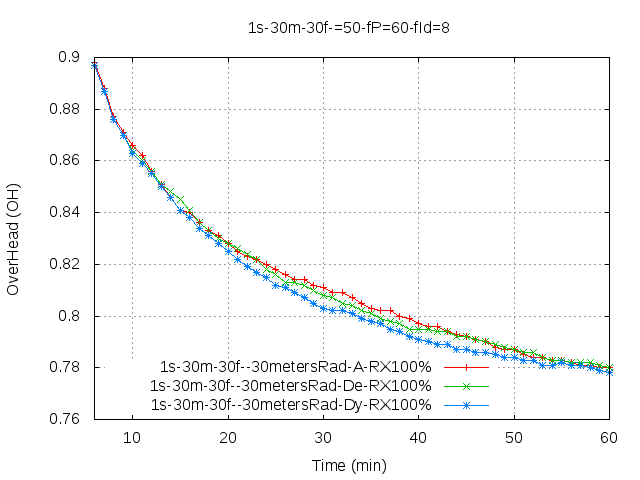 1s-30m-30f-=50-fP=60-fId=8
0.9
0.88
0.86
0.84
0.82
0.8
0.78
0.76
OverHead (OH)
1s-30m-30f--30metersRad-A-RX100%
1s-30m-30f--30metersRad-De-RX100%
1s-30m-30f--30metersRad-Dy-RX100%
10 20 30 40 50 60
Time (min)